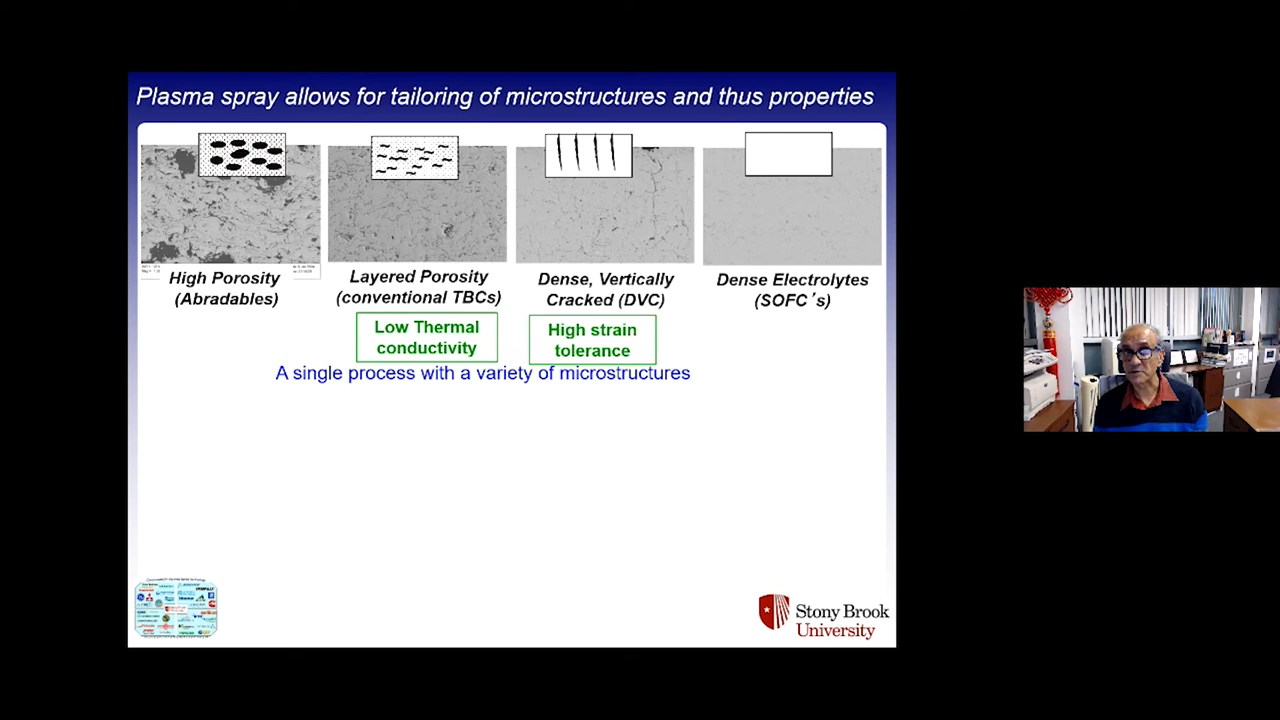 Plasma spray allows for tailoring of microstructures and thus properties
High Porosity
(Abradables)
Layered Porosity
(conventional TBCs)
Dense, Vertically
Cracked (DVC)
Dense Electrolytes
(SOFC´s)
Low Thermal
conductivity
High strain
tolerance
A single process with a variety of microstructures
Stony Brook
University